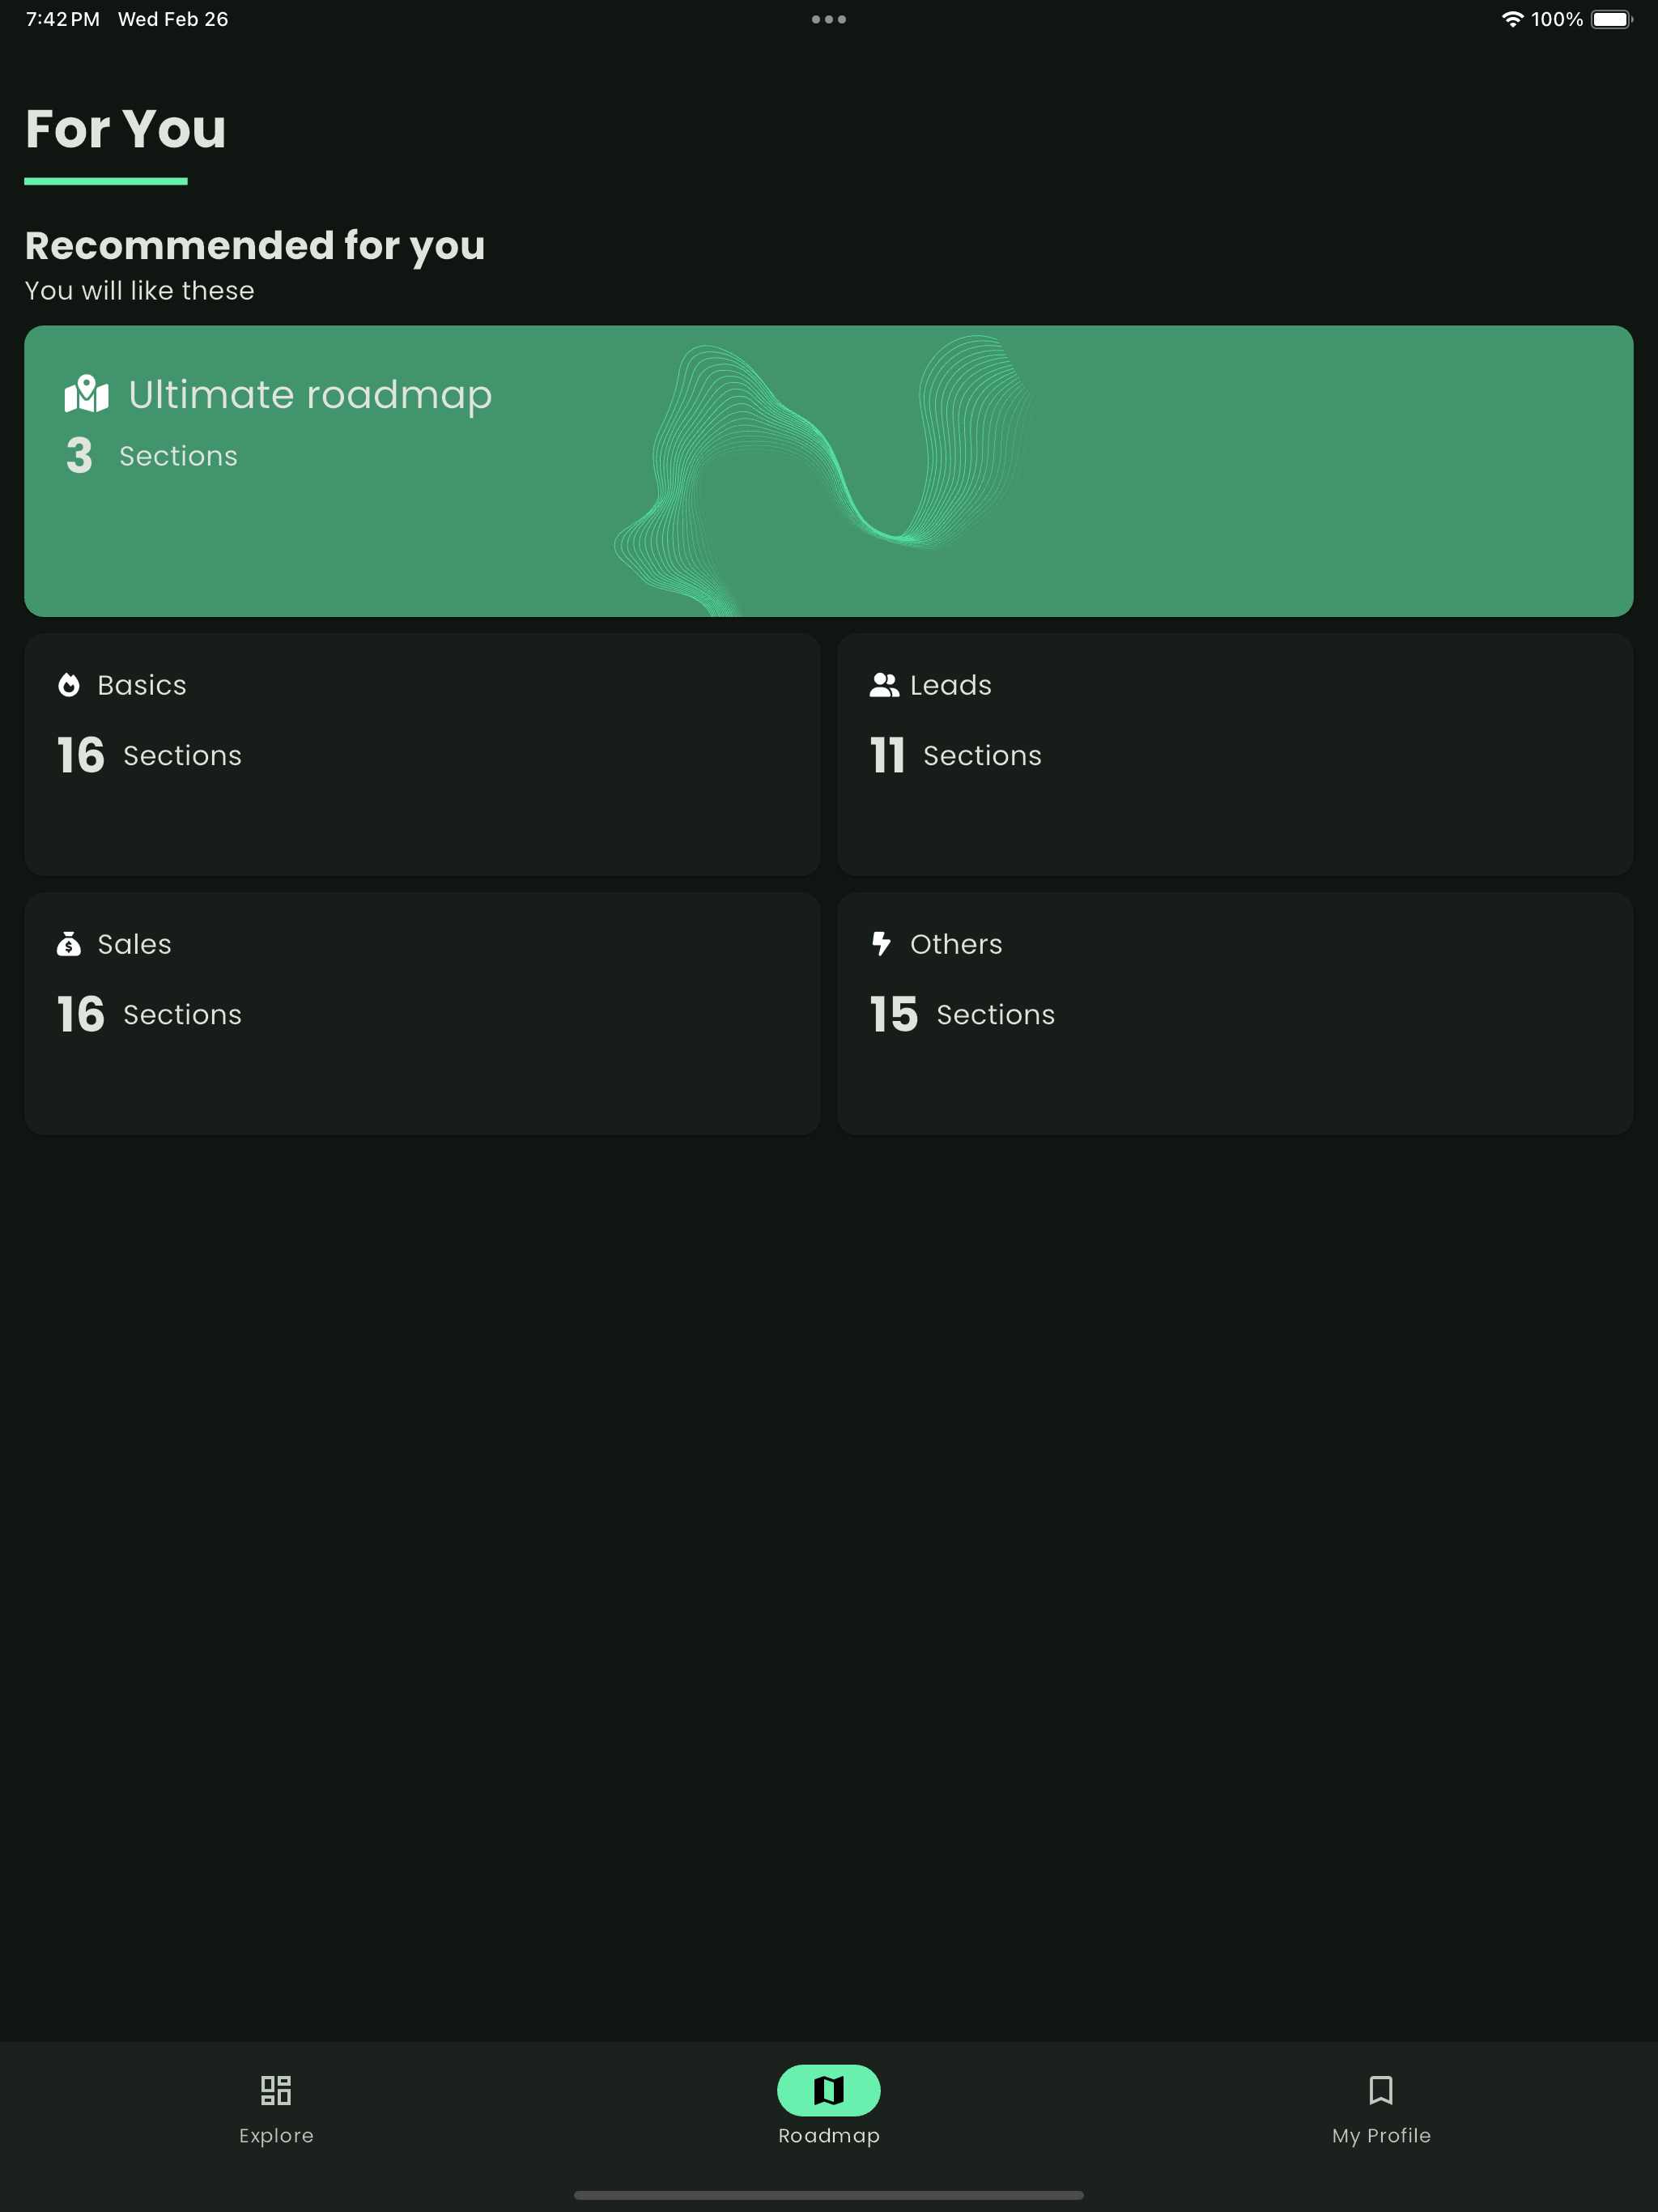 7:42 PM Wed Feb 26
100%
For You
Recommended for you
You will like these
Ultimate roadmap
3 Sections
Basics
16 Sections
Leads
11 Sections
Sales
16 Sections
Others
15 Sections
Explore
Roadmap
My Profile